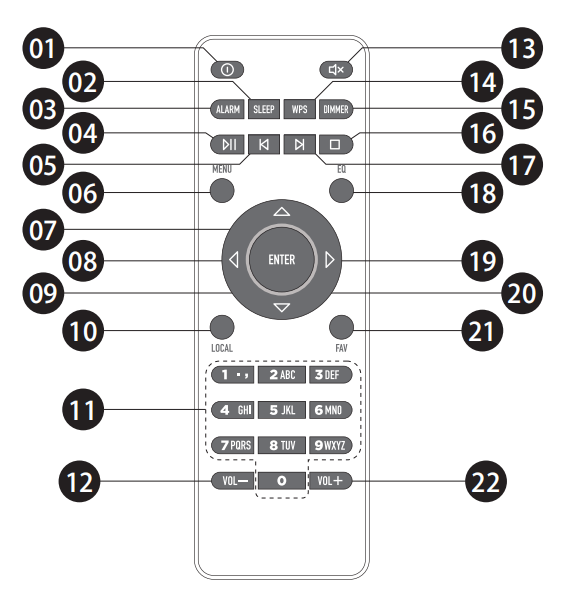 01
13
02
14
03
ALARM
SLEEP
WPS
DIMMER
15
04
16
05
17
MENU
EQ
06
18
07
08
ENTER
19
09
20
10
21
LOCAL
FAV
1 . ,
2 ABC
3 DEF
11
4 GHI
5 JKL
6 MNO
7 PQRS
8 TUV
9 WXYZ
12
VOL−
0
VOL+
22